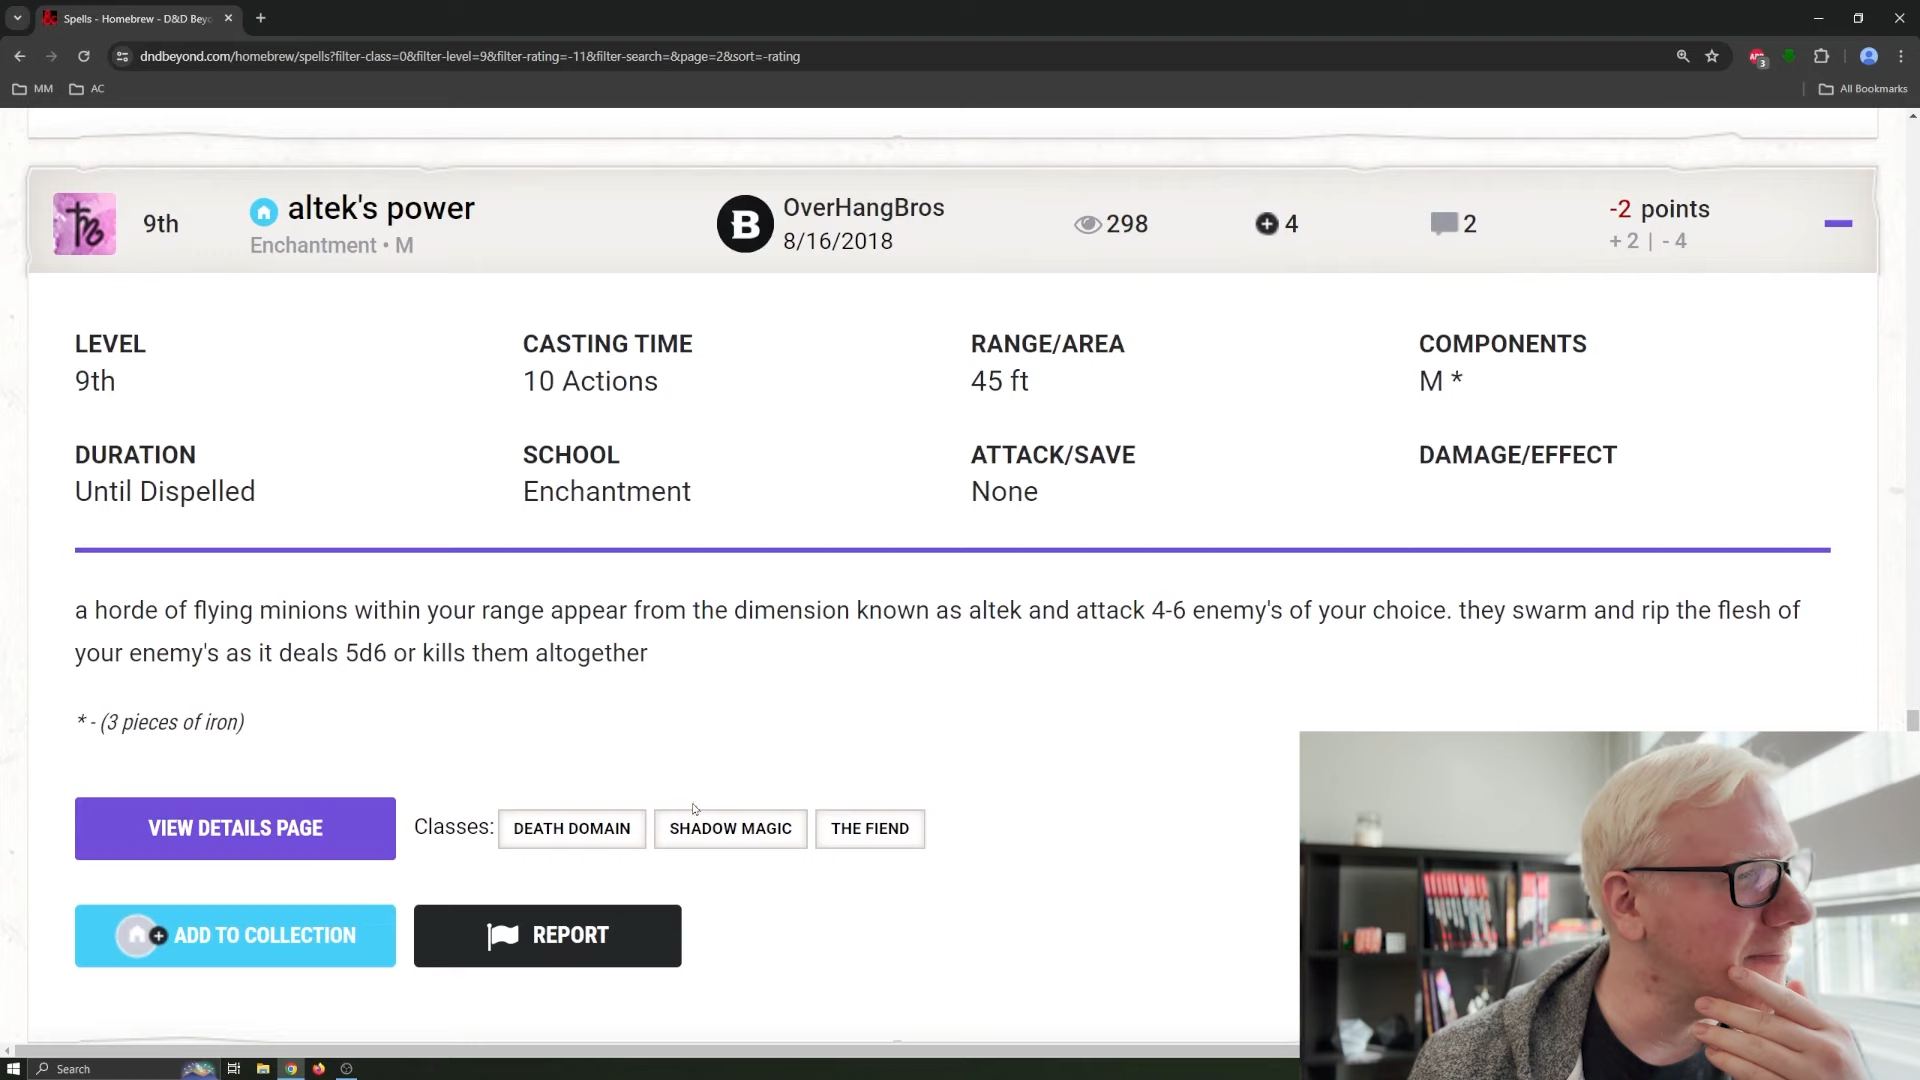 Spells - Homebrew - D&D Beyo
dndbeyond.com/homebrew/spells?filter-class=0&filter-level=9&filter-rating=-11&filter-search=&page=2&sort=-rating
3
MM AC All Bookmarks
9th altek's power OverHangBros 298 4 2 -2 points
Enchantment • M 8/16/2018 + 2 | - 4
B
LEVEL CASTING TIME RANGE/AREA COMPONENTS
9th 10 Actions 45 ft M *
DURATION SCHOOL ATTACK/SAVE DAMAGE/EFFECT
Until Dispelled Enchantment None
a horde of flying minions within your range appear from the dimension known as altek and attack 4-6 enemy's of your choice. they swarm and rip the flesh of
your enemy's as it deals 5d6 or kills them altogether
* - (3 pieces of iron)
VIEW DETAILS PAGE Classes: DEATH DOMAIN SHADOW MAGIC THE FIEND
ADD TO COLLECTION REPORT
Search